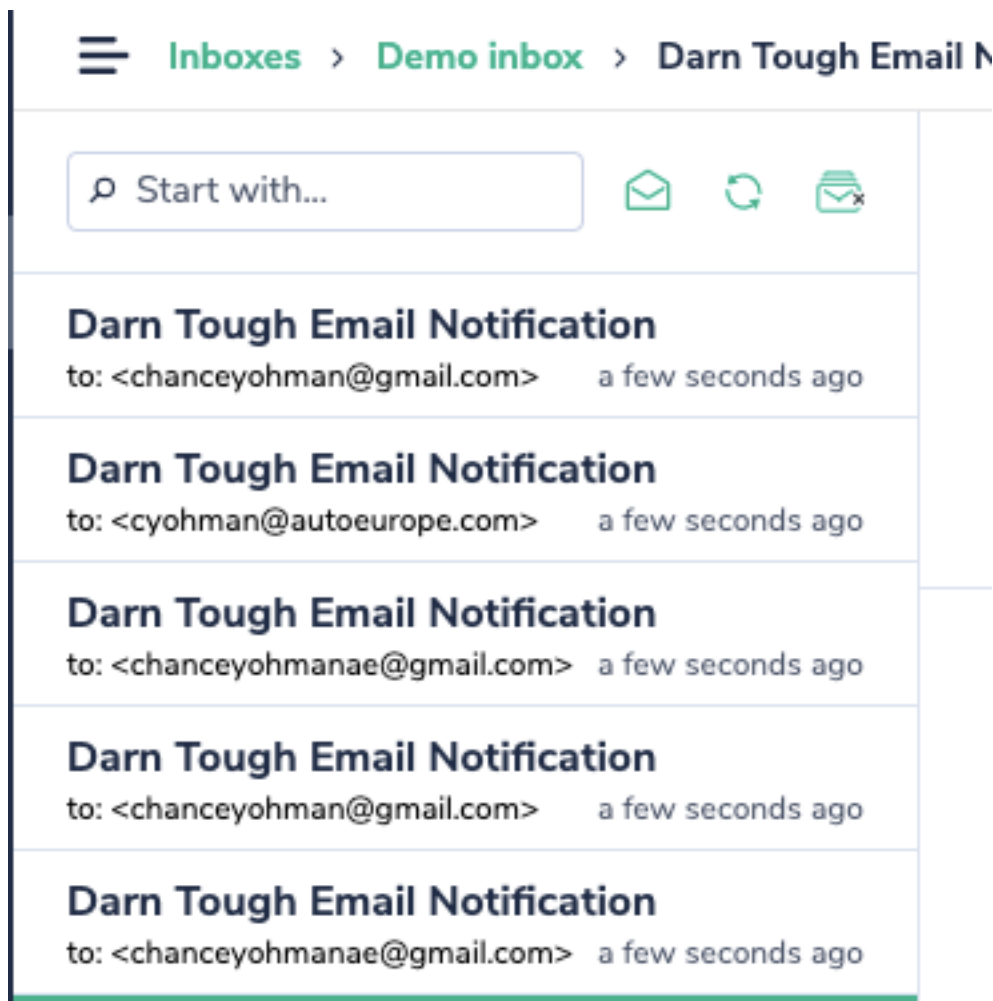 Inboxes > Demo inbox > Darn Tough Email N
Start with...
Darn Tough Email Notification
to: <chanceyohman@gmail.com> a few seconds ago
Darn Tough Email Notification
to: <cyohman@autoeurope.com> a few seconds ago
Darn Tough Email Notification
to: <chanceyohmanae@gmail.com> a few seconds ago
Darn Tough Email Notification
to: <chanceyohman@gmail.com> a few seconds ago
Darn Tough Email Notification
to: <chanceyohmanae@gmail.com> a few seconds ago